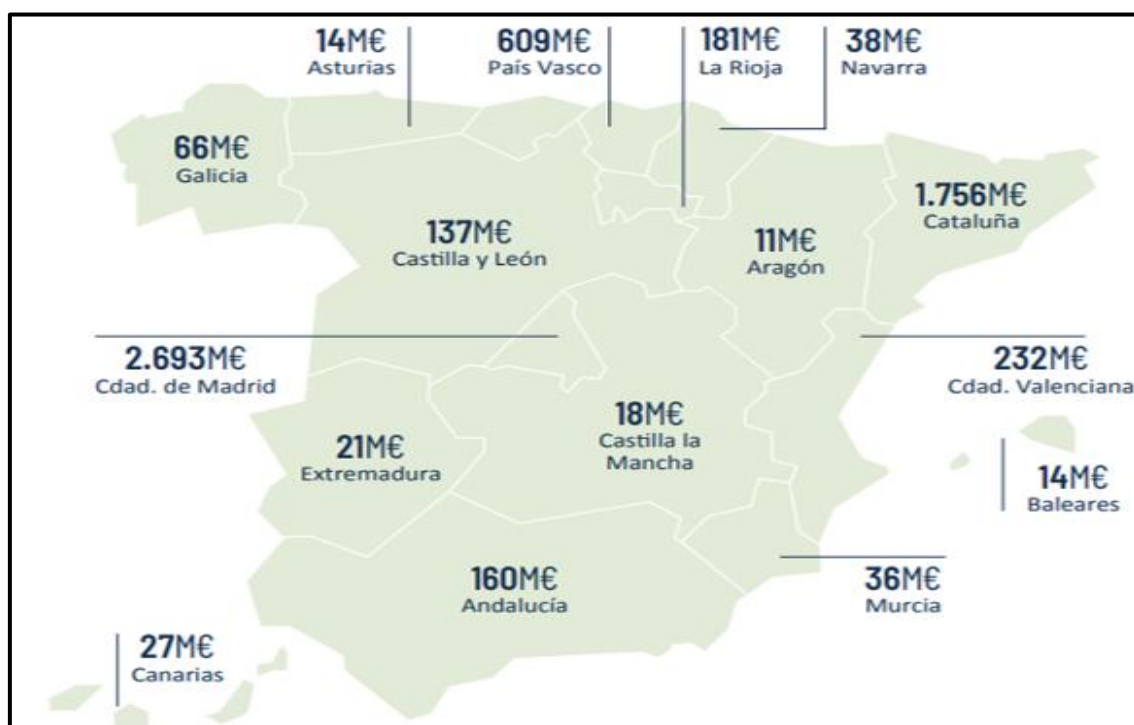 14M€
Asturias
609M€
País Vasco
181M€
La Rioja
38M€
Navarra
66M€
Galicia
1.756M€
Cataluña
137M€
Castilla y León
11M€
Aragón
2.693M€
Cdad. de Madrid
232M€
Cdad. Valenciana
18M€
Castilla la
Mancha
21M€
Extremadura
14M€
Baleares
160M€
Andalucía
36M€
Murcia
27M€
Canarias